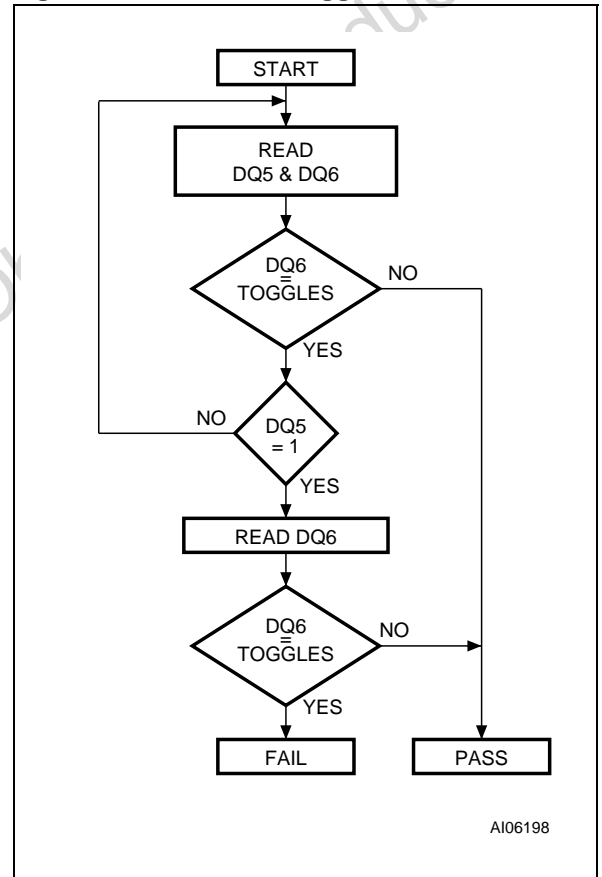 START
READ
DQ5 & DQ6
DQ6
=
TOGGLES
NO
YES
NO
DQ5
= 1
YES
READ DQ6
DQ6
=
TOGGLES
NO
YES
FAIL
PASS
AI06198